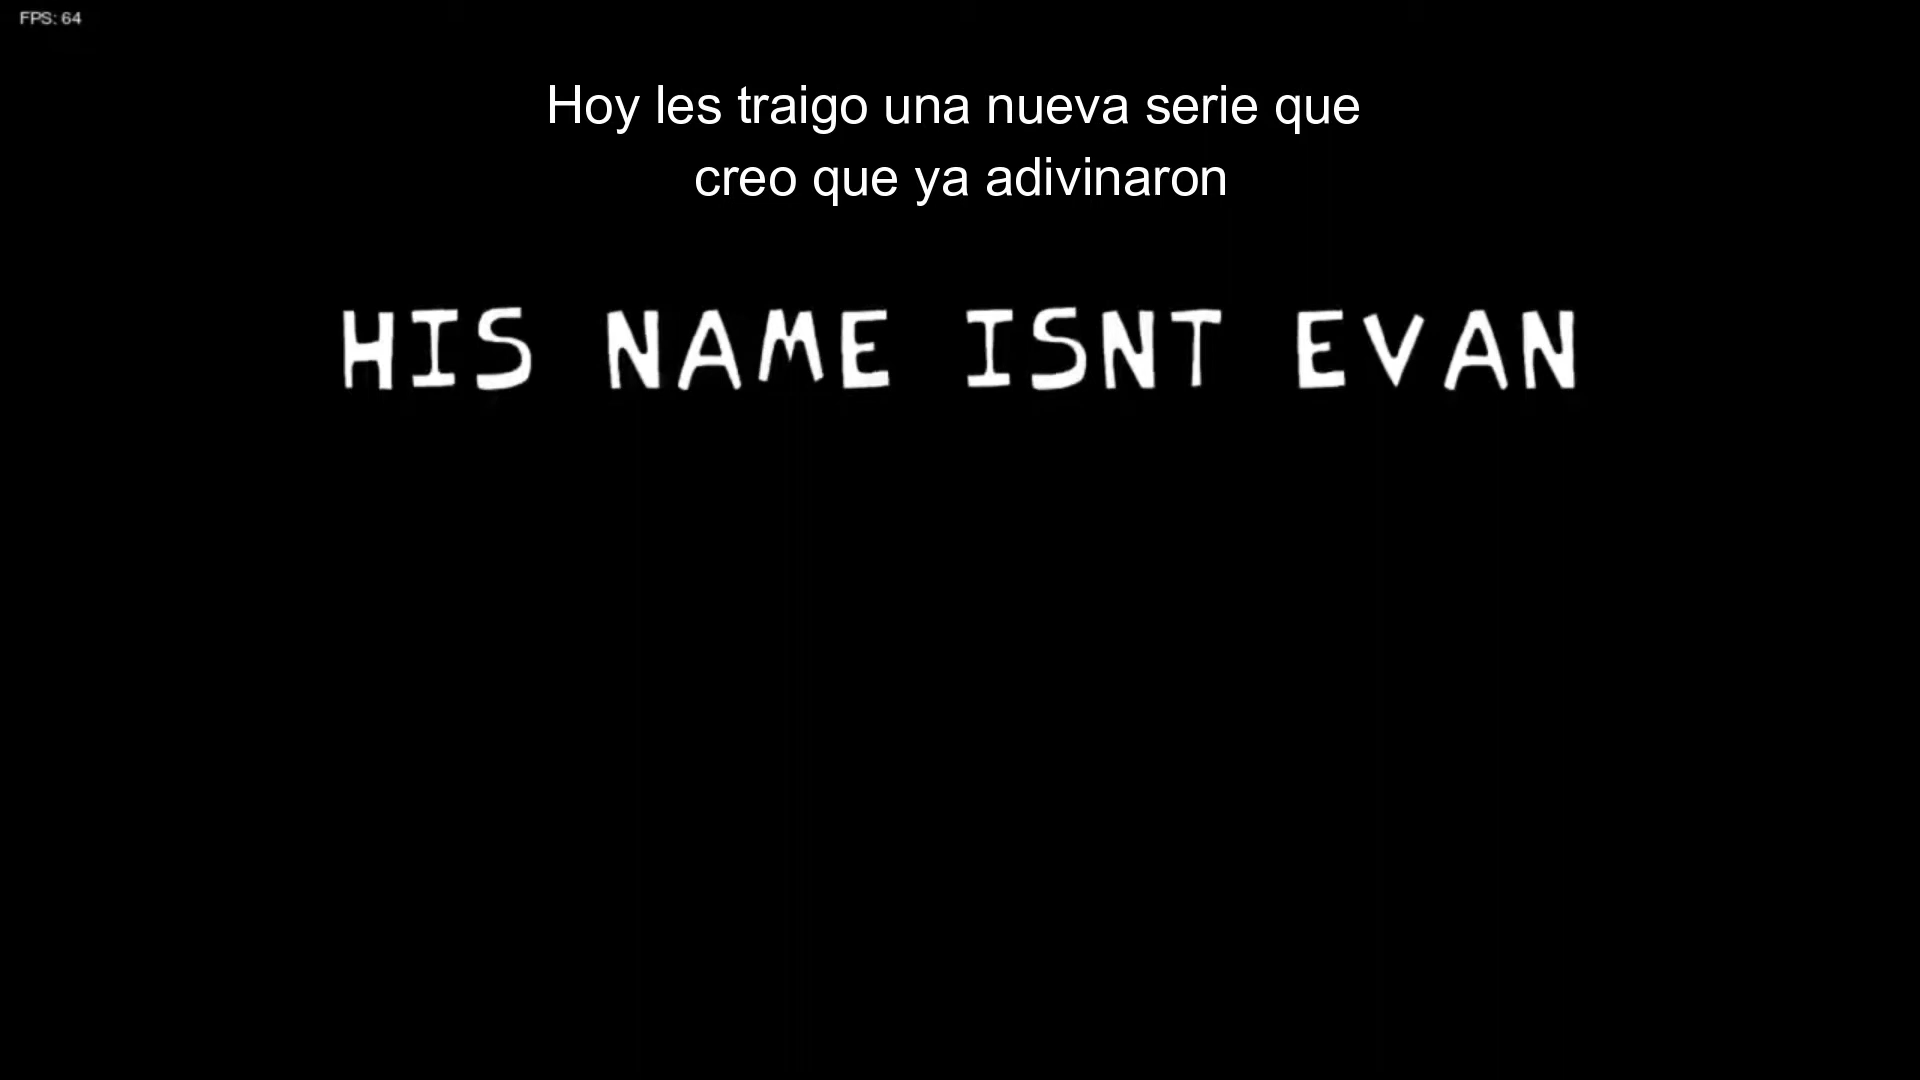 FPS: 64
Hoy les traigo una nueva serie que
creo que ya adivinaron
HIS NAME ISNT EVAN